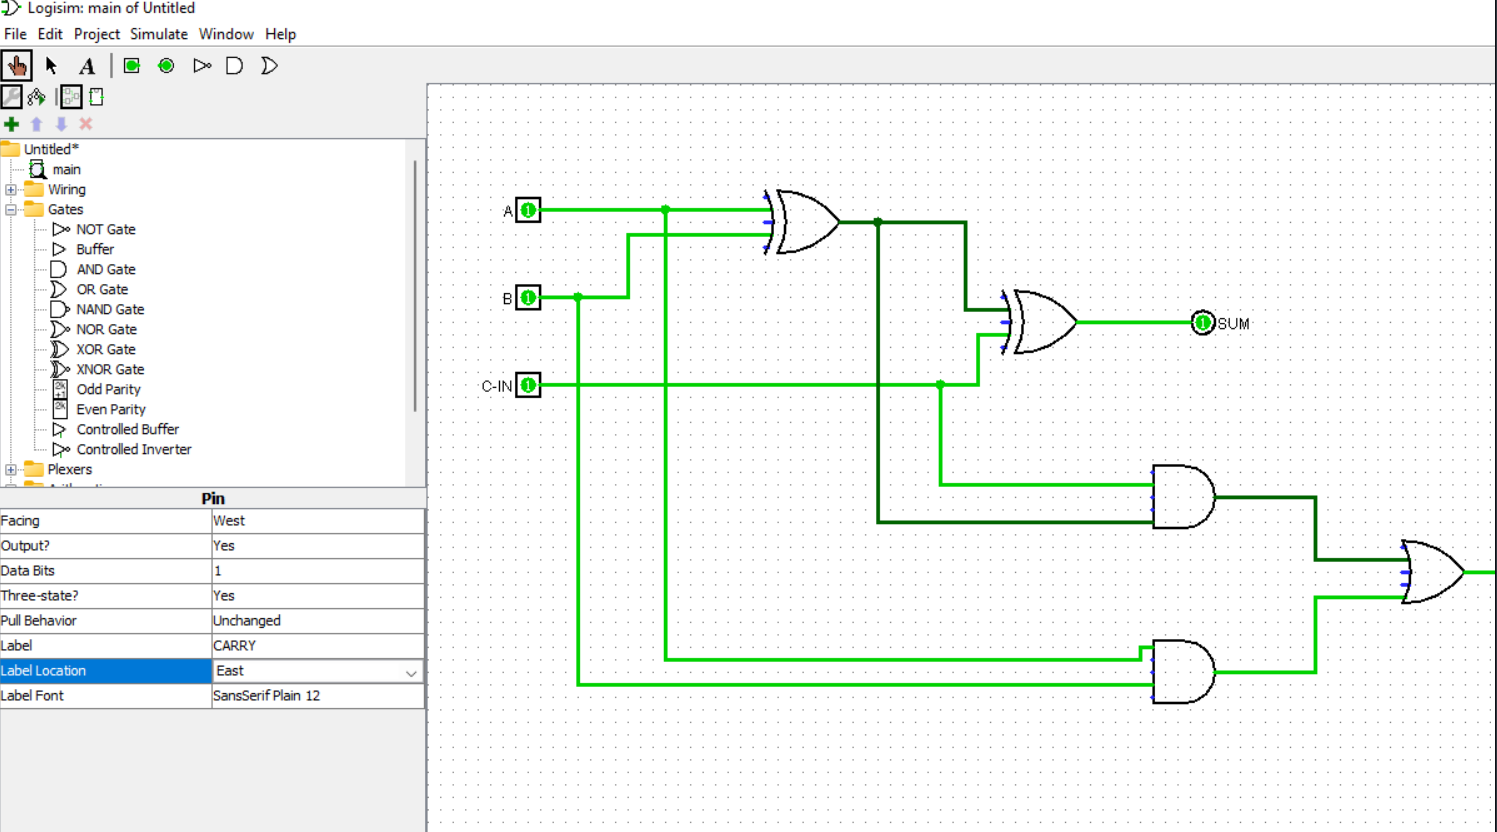 Logisim: main of Untitled
File Edit Project Simulate Window Help
A
Untitled*
main
Wiring
Gates
NOT Gate
Buffer
AND Gate
OR Gate
NAND Gate
NOR Gate
XOR Gate
XNOR Gate
2k
+1
Odd Parity
2k
Even Parity
Controlled Buffer
Controlled Inverter
Plexers
Pin
Facing West
Output? Yes
Data Bits 1
Three-state? Yes
Pull Behavior Unchanged
Label CARRY
Label Location East
Label Font SansSerif Plain 12
A 1
B 1
C-IN 1
1 SUM